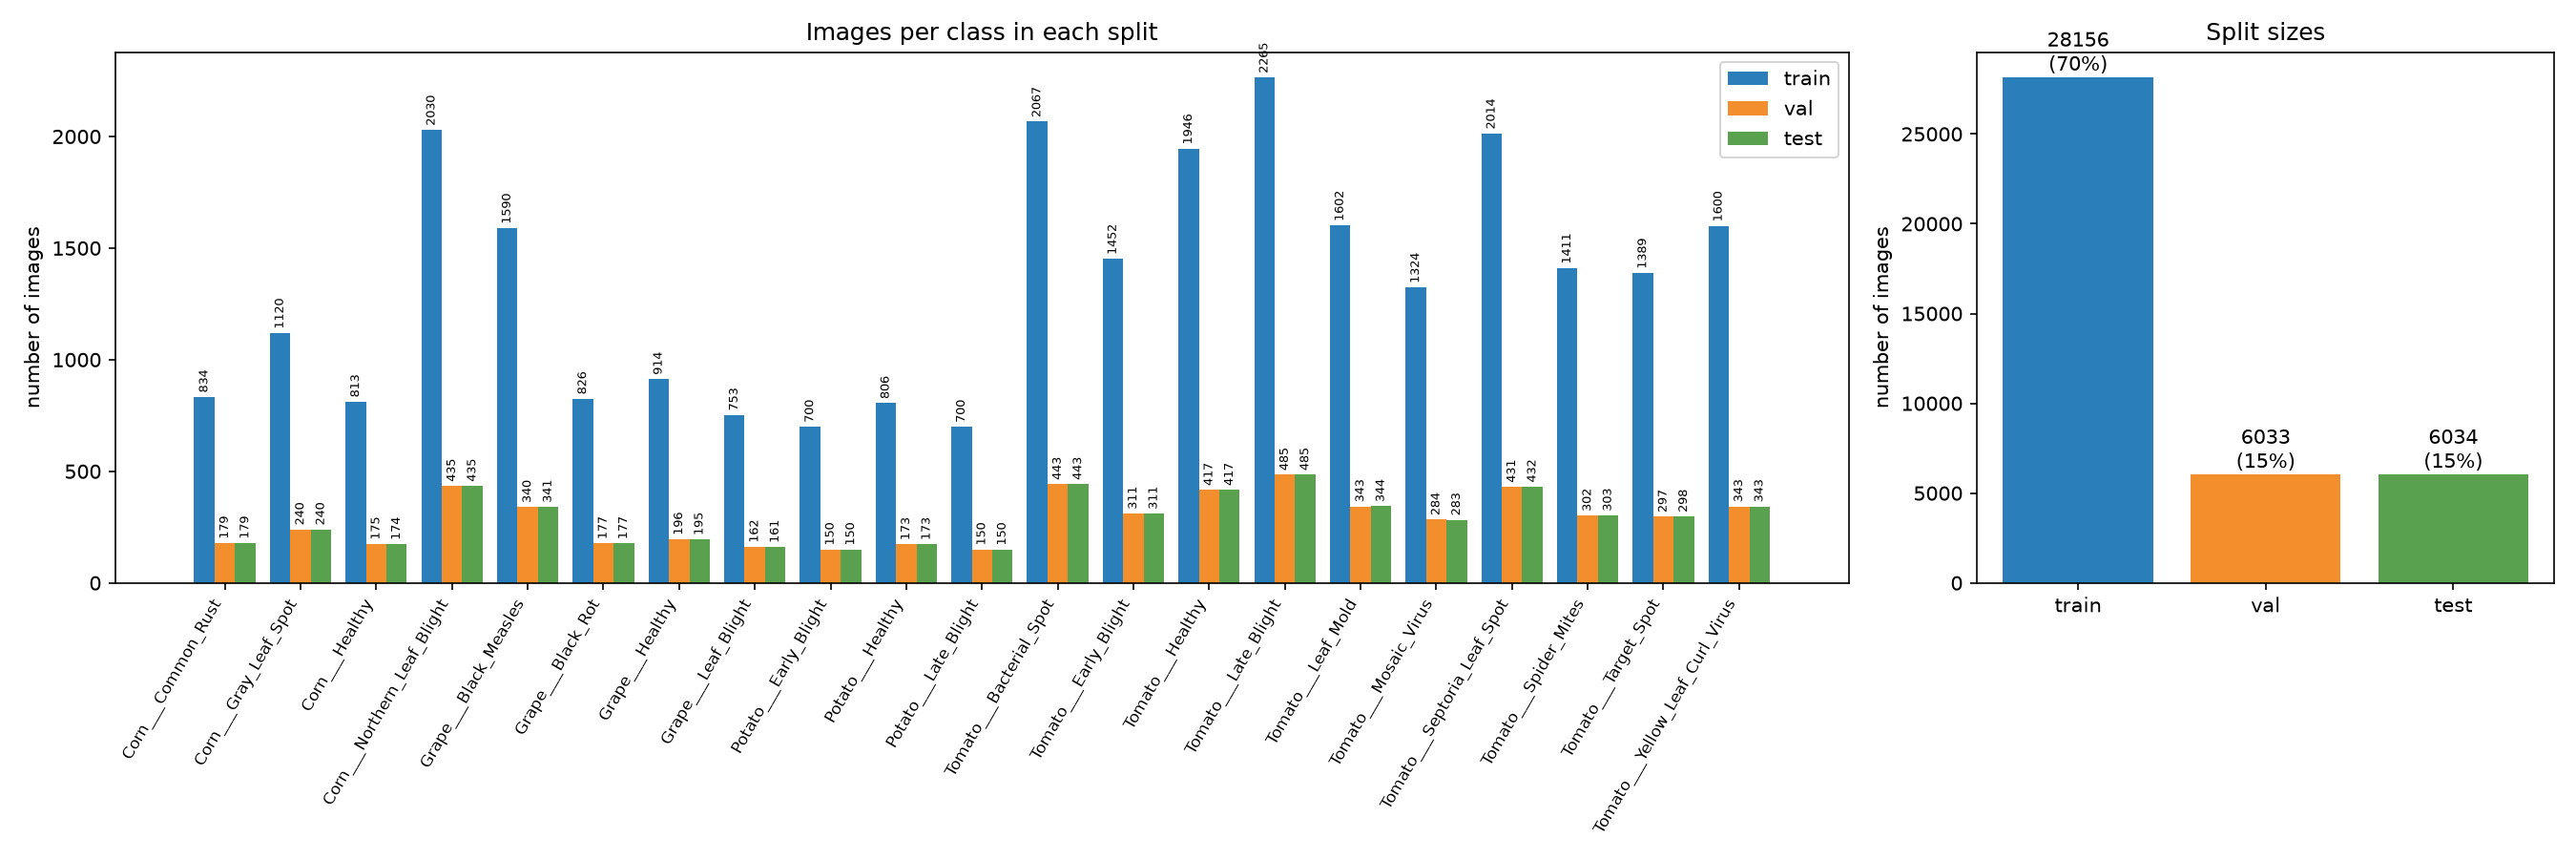 Images per class in each split
number of images
2000
1500
1000
500
0
834 179 179
1120 240 240
813 175 174
2030 435 435
1590 340 341
826 177 177
914 196 195
753 162 161
700 150 150
806 173 173
700 150 150
2067 443 443
1452 311 311
1946 417 417
2265 485 485
1602 343 344
1324 284 283
2014 431 432
1411 302 303
1389 297 298
1600 343 343
train
val
test
Corn___Common_Rust
Corn___Gray_Leaf_Spot
Corn___Healthy
Corn___Northern_Leaf_Blight
Grape___Black_Measles
Grape___Black_Rot
Grape___Healthy
Grape___Leaf_Blight
Potato___Early_Blight
Potato___Healthy
Potato___Late_Blight
Tomato___Bacterial_Spot
Tomato___Early_Blight
Tomato___Healthy
Tomato___Late_Blight
Tomato___Leaf_Mold
Tomato___Mosaic_Virus
Tomato___Septoria_Leaf_Spot
Tomato___Spider_Mites
Tomato___Target_Spot
Tomato___Yellow_Leaf_Curl_Virus
Split sizes
number of images
25000
20000
15000
10000
5000
0
28156
(70%)
6033
(15%)
6034
(15%)
train
val
test